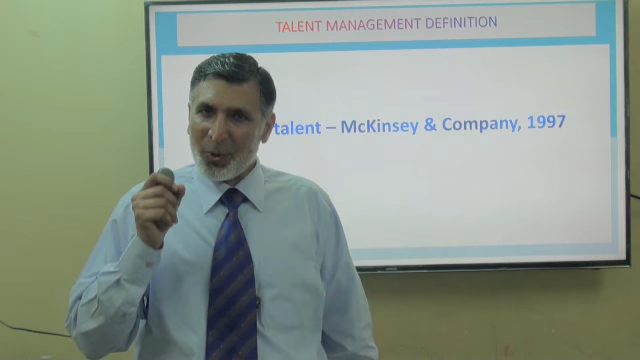 TALENT MANAGEMENT DEFINITION
talent – McKinsey & Company, 1997